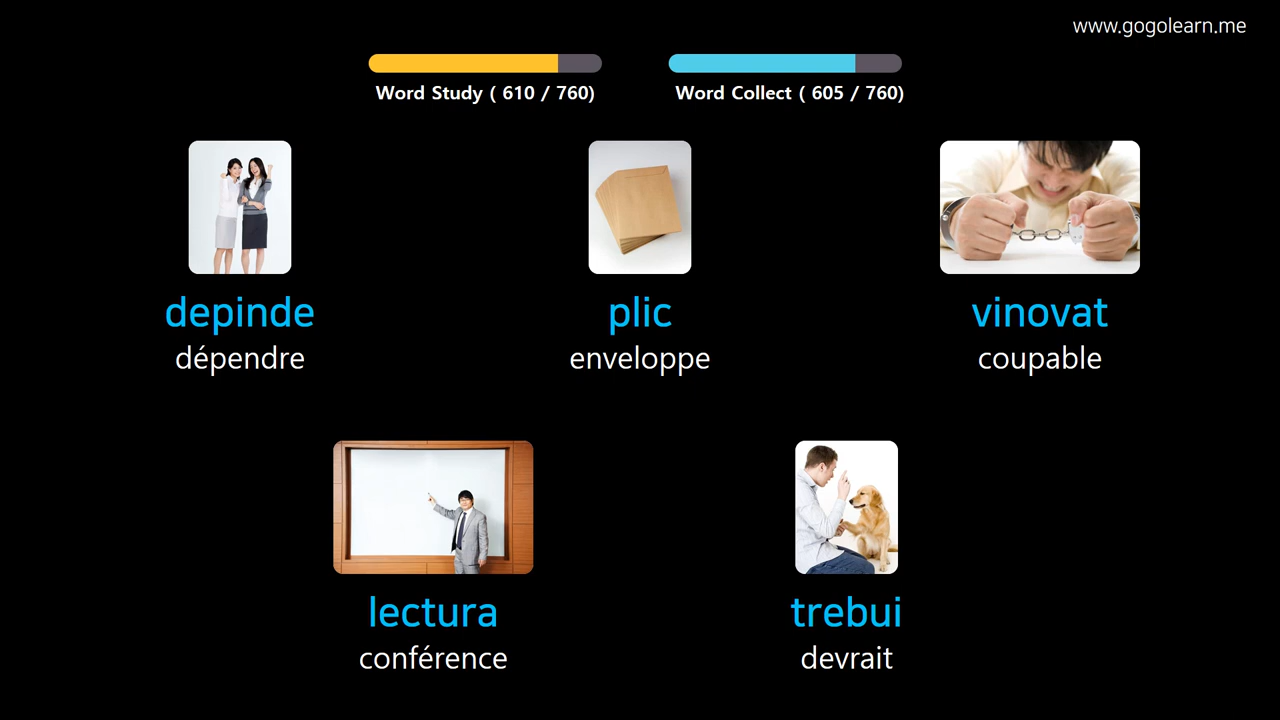 www.gogolearn.me
Word Study ( 610 / 760)
Word Collect ( 605 / 760)
depinde
dépendre
plic
enveloppe
vinovat
coupable
lectura
conférence
trebui
devrait